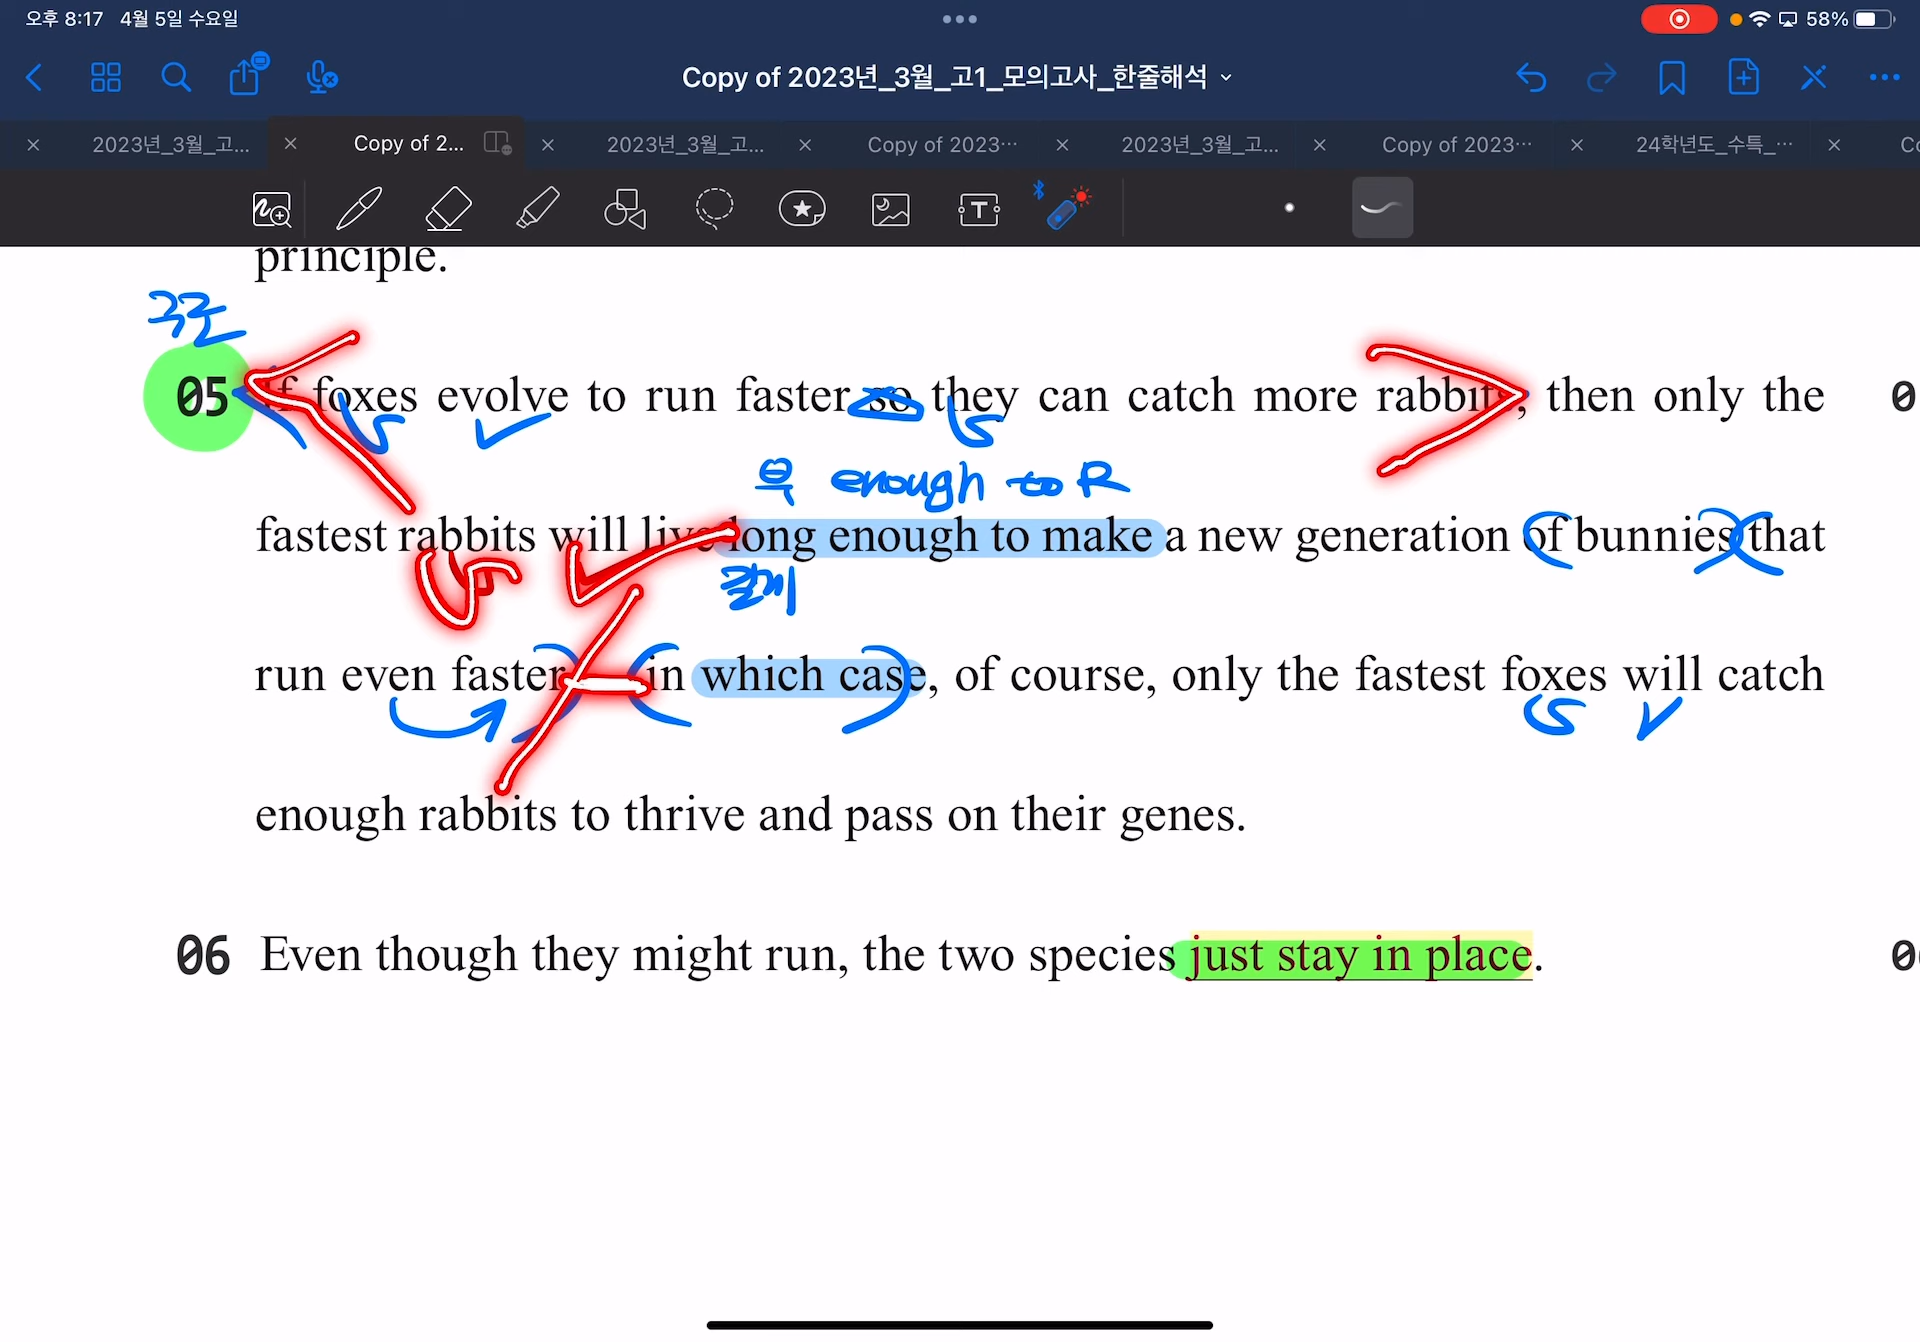 오후 8:17 4월 5일 수요일
58%
Copy of 2023년_3월_고1_모의고사_한줄해석
2023년_3월_고...
Copy of 2...
2023년_3월_고...
Copy of 2023...
2023년_3월_고...
Copy of 2023...
24학년도_수특_...
principle.
05 If foxes evolve to run faster so they can catch more rabbits, then only the
부 enough to R
fastest rabbits will live long enough to make a new generation of bunnies that
길게
run even faster — in which case, of course, only the fastest foxes will catch
enough rabbits to thrive and pass on their genes.
06 Even though they might run, the two species just stay in place.